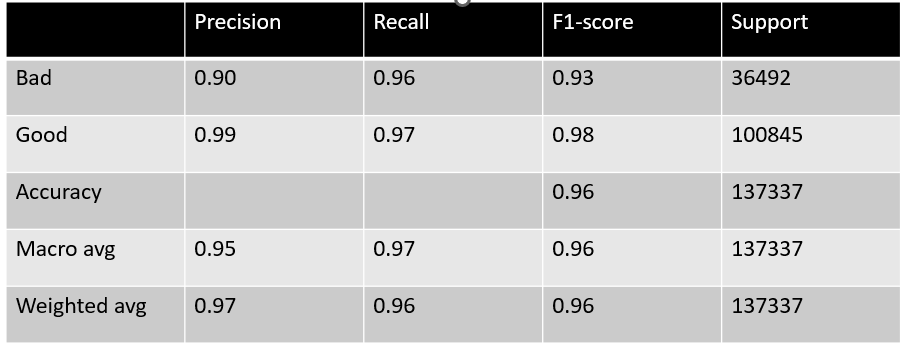 Precision Recall F1-score Support
Bad 0.90 0.96 0.93 36492
Good 0.99 0.97 0.98 100845
Accuracy 0.96 137337
Macro avg 0.95 0.97 0.96 137337
Weighted avg 0.97 0.96 0.96 137337